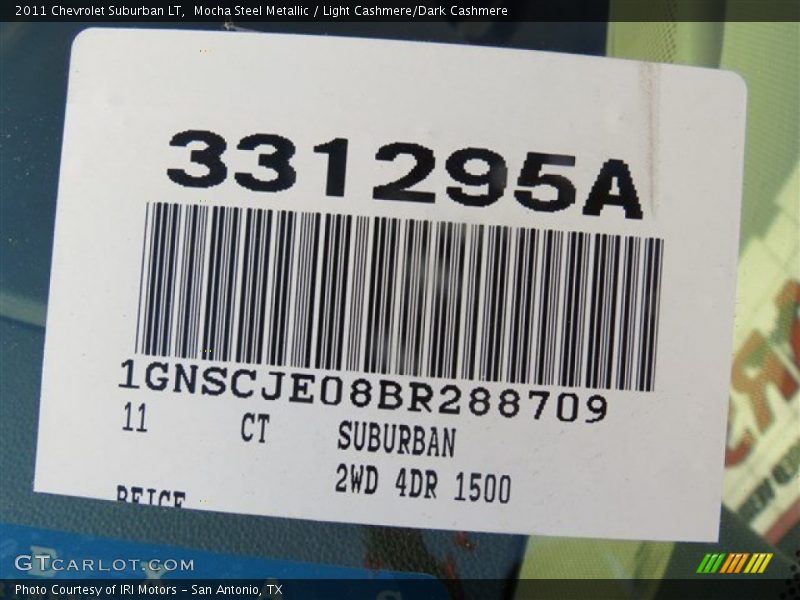 2011 Chevrolet Suburban LT, Mocha Steel Metallic / Light Cashmere/Dark Cashmere
331295A
1GNSCJE08BR288709
11 CT SUBURBAN
2WD 4DR 1500
BEIGE
GTCARLOT.COM
Photo Courtesy of IRI Motors - San Antonio, TX